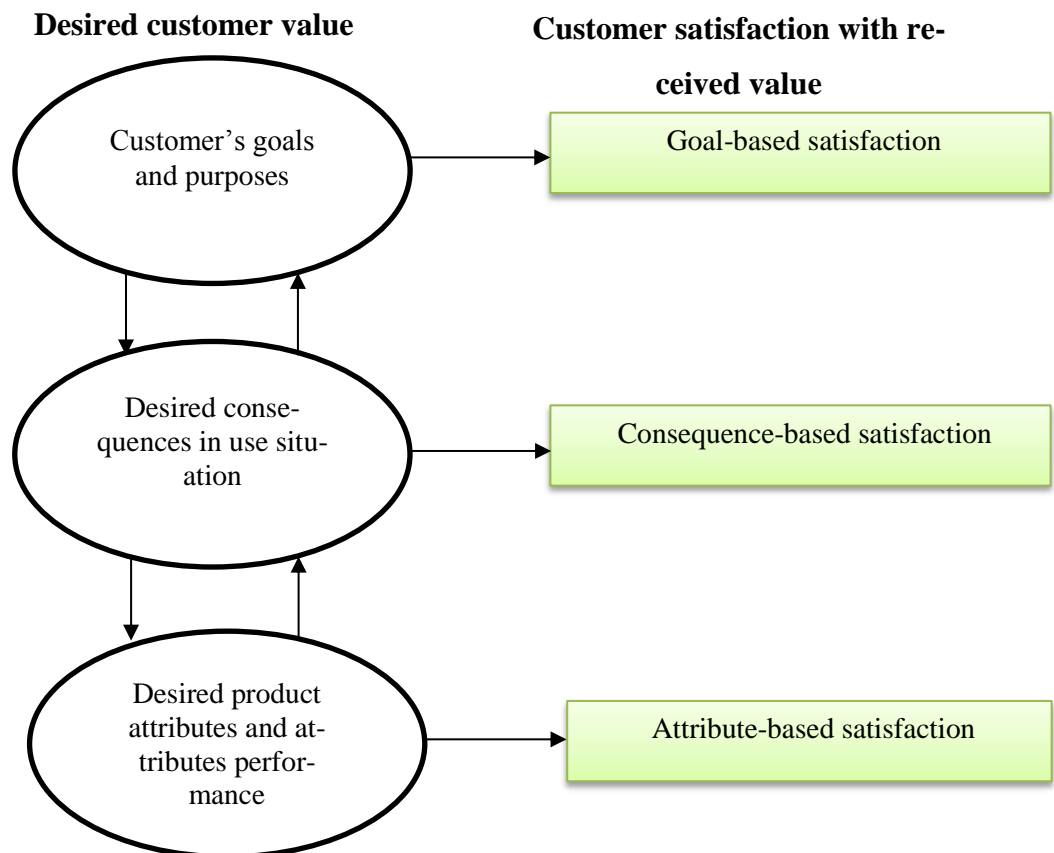 Desired customer value
Customer satisfaction with re-
ceived value
Customer’s goals
and purposes
Goal-based satisfaction
Desired conse-
quences in use situ-
ation
Consequence-based satisfaction
Desired product
attributes and at-
tributes perfor-
mance
Attribute-based satisfaction